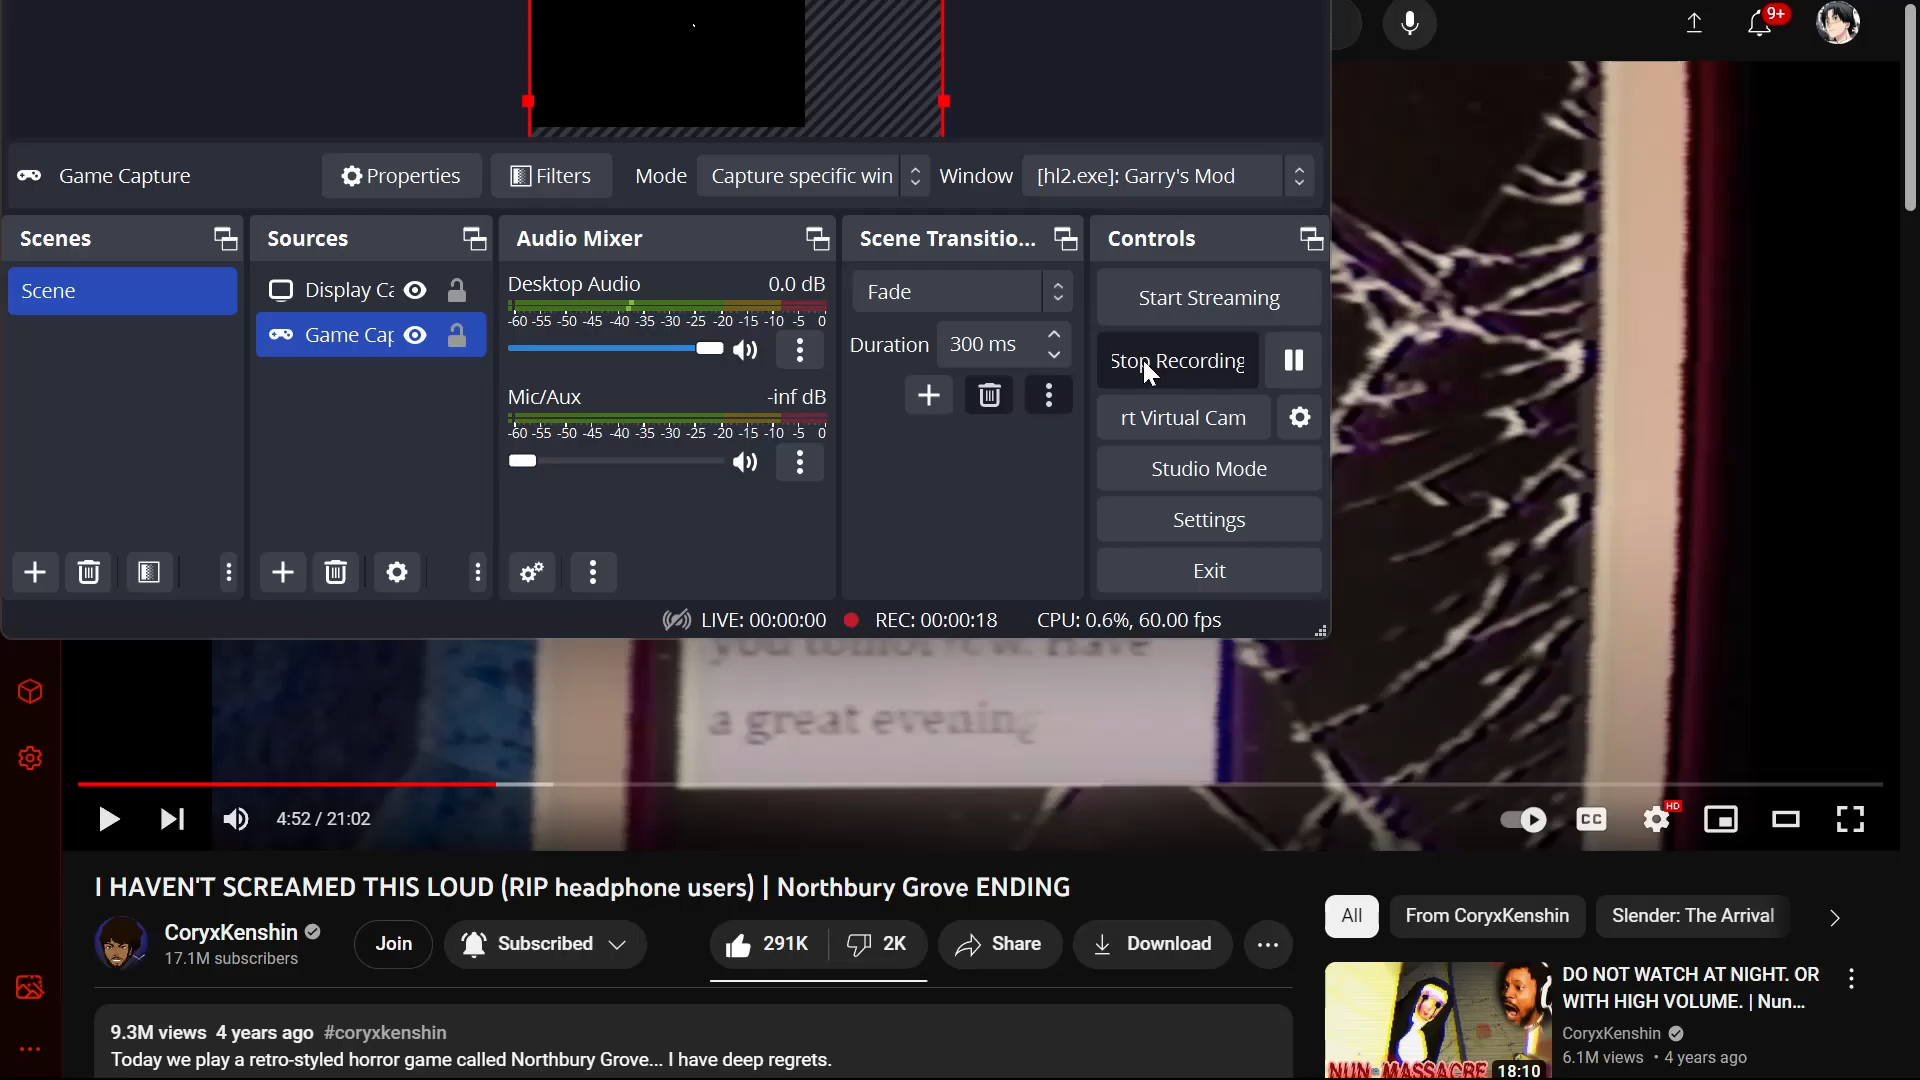 9+
Game Capture
Properties
Filters
Mode
Capture specific win
Window
[hl2.exe]: Garry's Mod
Scenes
Sources
Audio Mixer
Scene Transitio...
Controls
Scene
Display Ca
Game Cap
Desktop Audio
0.0 dB
-60 -55 -50 -45 -40 -35 -30 -25 -20 -15 -10 -5 0
Mic/Aux
-inf dB
-60 -55 -50 -45 -40 -35 -30 -25 -20 -15 -10 -5 0
Fade
Duration
300 ms
Start Streaming
Stop Recording
rt Virtual Cam
Studio Mode
Settings
Exit
LIVE: 00:00:00
REC: 00:00:18
CPU: 0.6%, 60.00 fps
you tomorrow. Have
a great evening
4:52 / 21:02
CC
HD
I HAVEN'T SCREAMED THIS LOUD (RIP headphone users) | Northbury Grove ENDING
CoryxKenshin
17.1M subscribers
Join
Subscribed
291K
2K
Share
Download
9.3M views 4 years ago #coryxkenshin
Today we play a retro-styled horror game called Northbury Grove... I have deep regrets.
All
From CoryxKenshin
Slender: The Arrival
DO NOT WATCH AT NIGHT. OR
WITH HIGH VOLUME. | Nun...
CoryxKenshin
6.1M views • 4 years ago
NUN MASSACRE
18:10